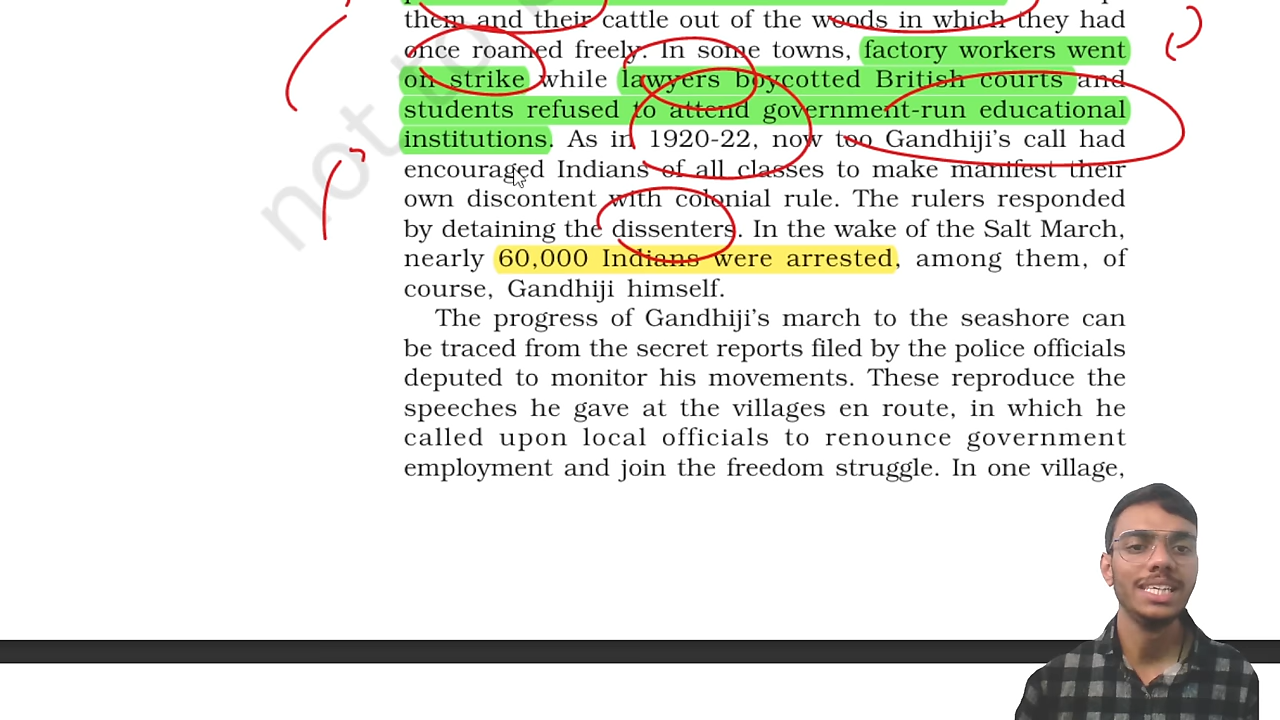 them and their cattle out of the woods in which they had
once roamed freely. In some towns, factory workers went
on strike while lawyers boycotted British courts and
students refused to attend government-run educational
institutions. As in 1920-22, now too Gandhiji's call had
encouraged Indians of all classes to make manifest their
own discontent with colonial rule. The rulers responded
by detaining the dissenters. In the wake of the Salt March,
nearly 60,000 Indians were arrested, among them, of
course, Gandhiji himself.
The progress of Gandhiji's march to the seashore can
be traced from the secret reports filed by the police officials
deputed to monitor his movements. These reproduce the
speeches he gave at the villages en route, in which he
called upon local officials to renounce government
employment and join the freedom struggle. In one village,
not to